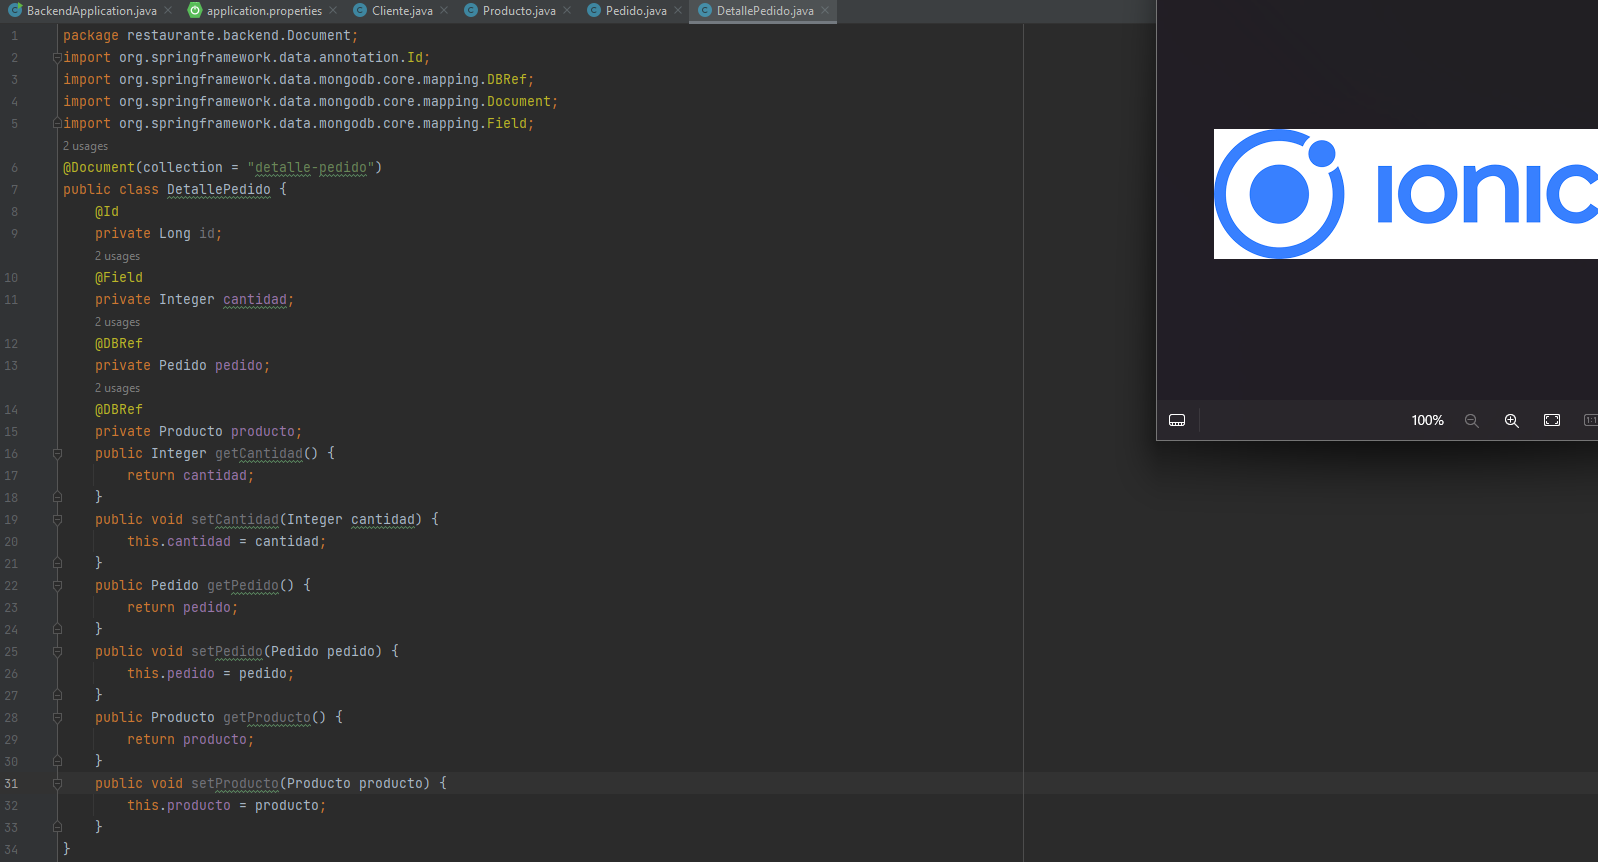 BackendApplication.java application.properties Cliente.java Producto.java Pedido.java DetallePedido.java
1 package restaurante.backend.Document;
2 import org.springframework.data.annotation.Id;
3 import org.springframework.data.mongodb.core.mapping.DBRef;
4 import org.springframework.data.mongodb.core.mapping.Document;
5 import org.springframework.data.mongodb.core.mapping.Field;
2 usages
6 @Document(collection = "detalle-pedido")
7 public class DetallePedido {
8 @Id
9 private Long id;
2 usages
10 @Field
11 private Integer cantidad;
2 usages
12 @DBRef
13 private Pedido pedido;
2 usages
14 @DBRef
15 private Producto producto;
16 public Integer getCantidad() {
17 return cantidad;
18 }
19 public void setCantidad(Integer cantidad) {
20 this.cantidad = cantidad;
21 }
22 public Pedido getPedido() {
23 return pedido;
24 }
25 public void setPedido(Pedido pedido) {
26 this.pedido = pedido;
27 }
28 public Producto getProducto() {
29 return producto;
30 }
31 public void setProducto(Producto producto) {
32 this.producto = producto;
33 }
34 }
ionic
100%